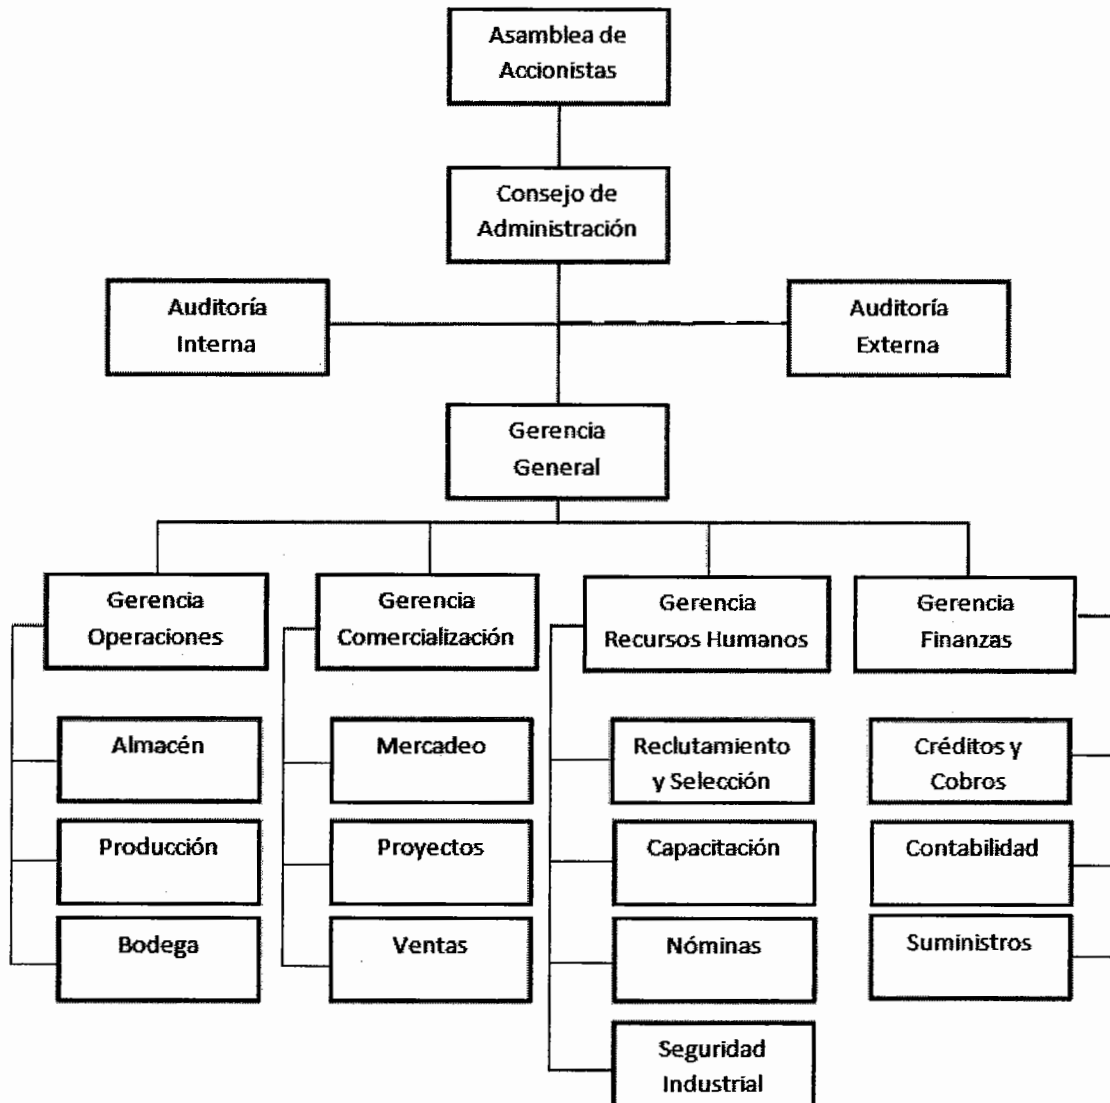 Asamblea de
Accionistas
Consejo de
Administración
Auditoría
Interna
Auditoría
Externa
Gerencia
General
Gerencia
Operaciones
Gerencia
Comercialización
Gerencia
Recursos Humanos
Gerencia
Finanzas
Almacén
Mercadeo
Reclutamiento
y Selección
Créditos y
Cobros
Producción
Proyectos
Capacitación
Contabilidad
Bodega
Ventas
Nóminas
Suministros
Seguridad
Industrial